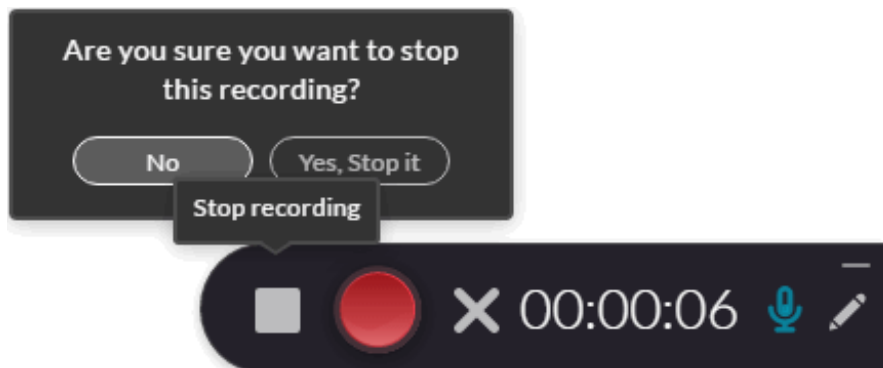 Are you sure you want to stop
this recording?
No
Yes, Stop it
Stop recording
00:00:06